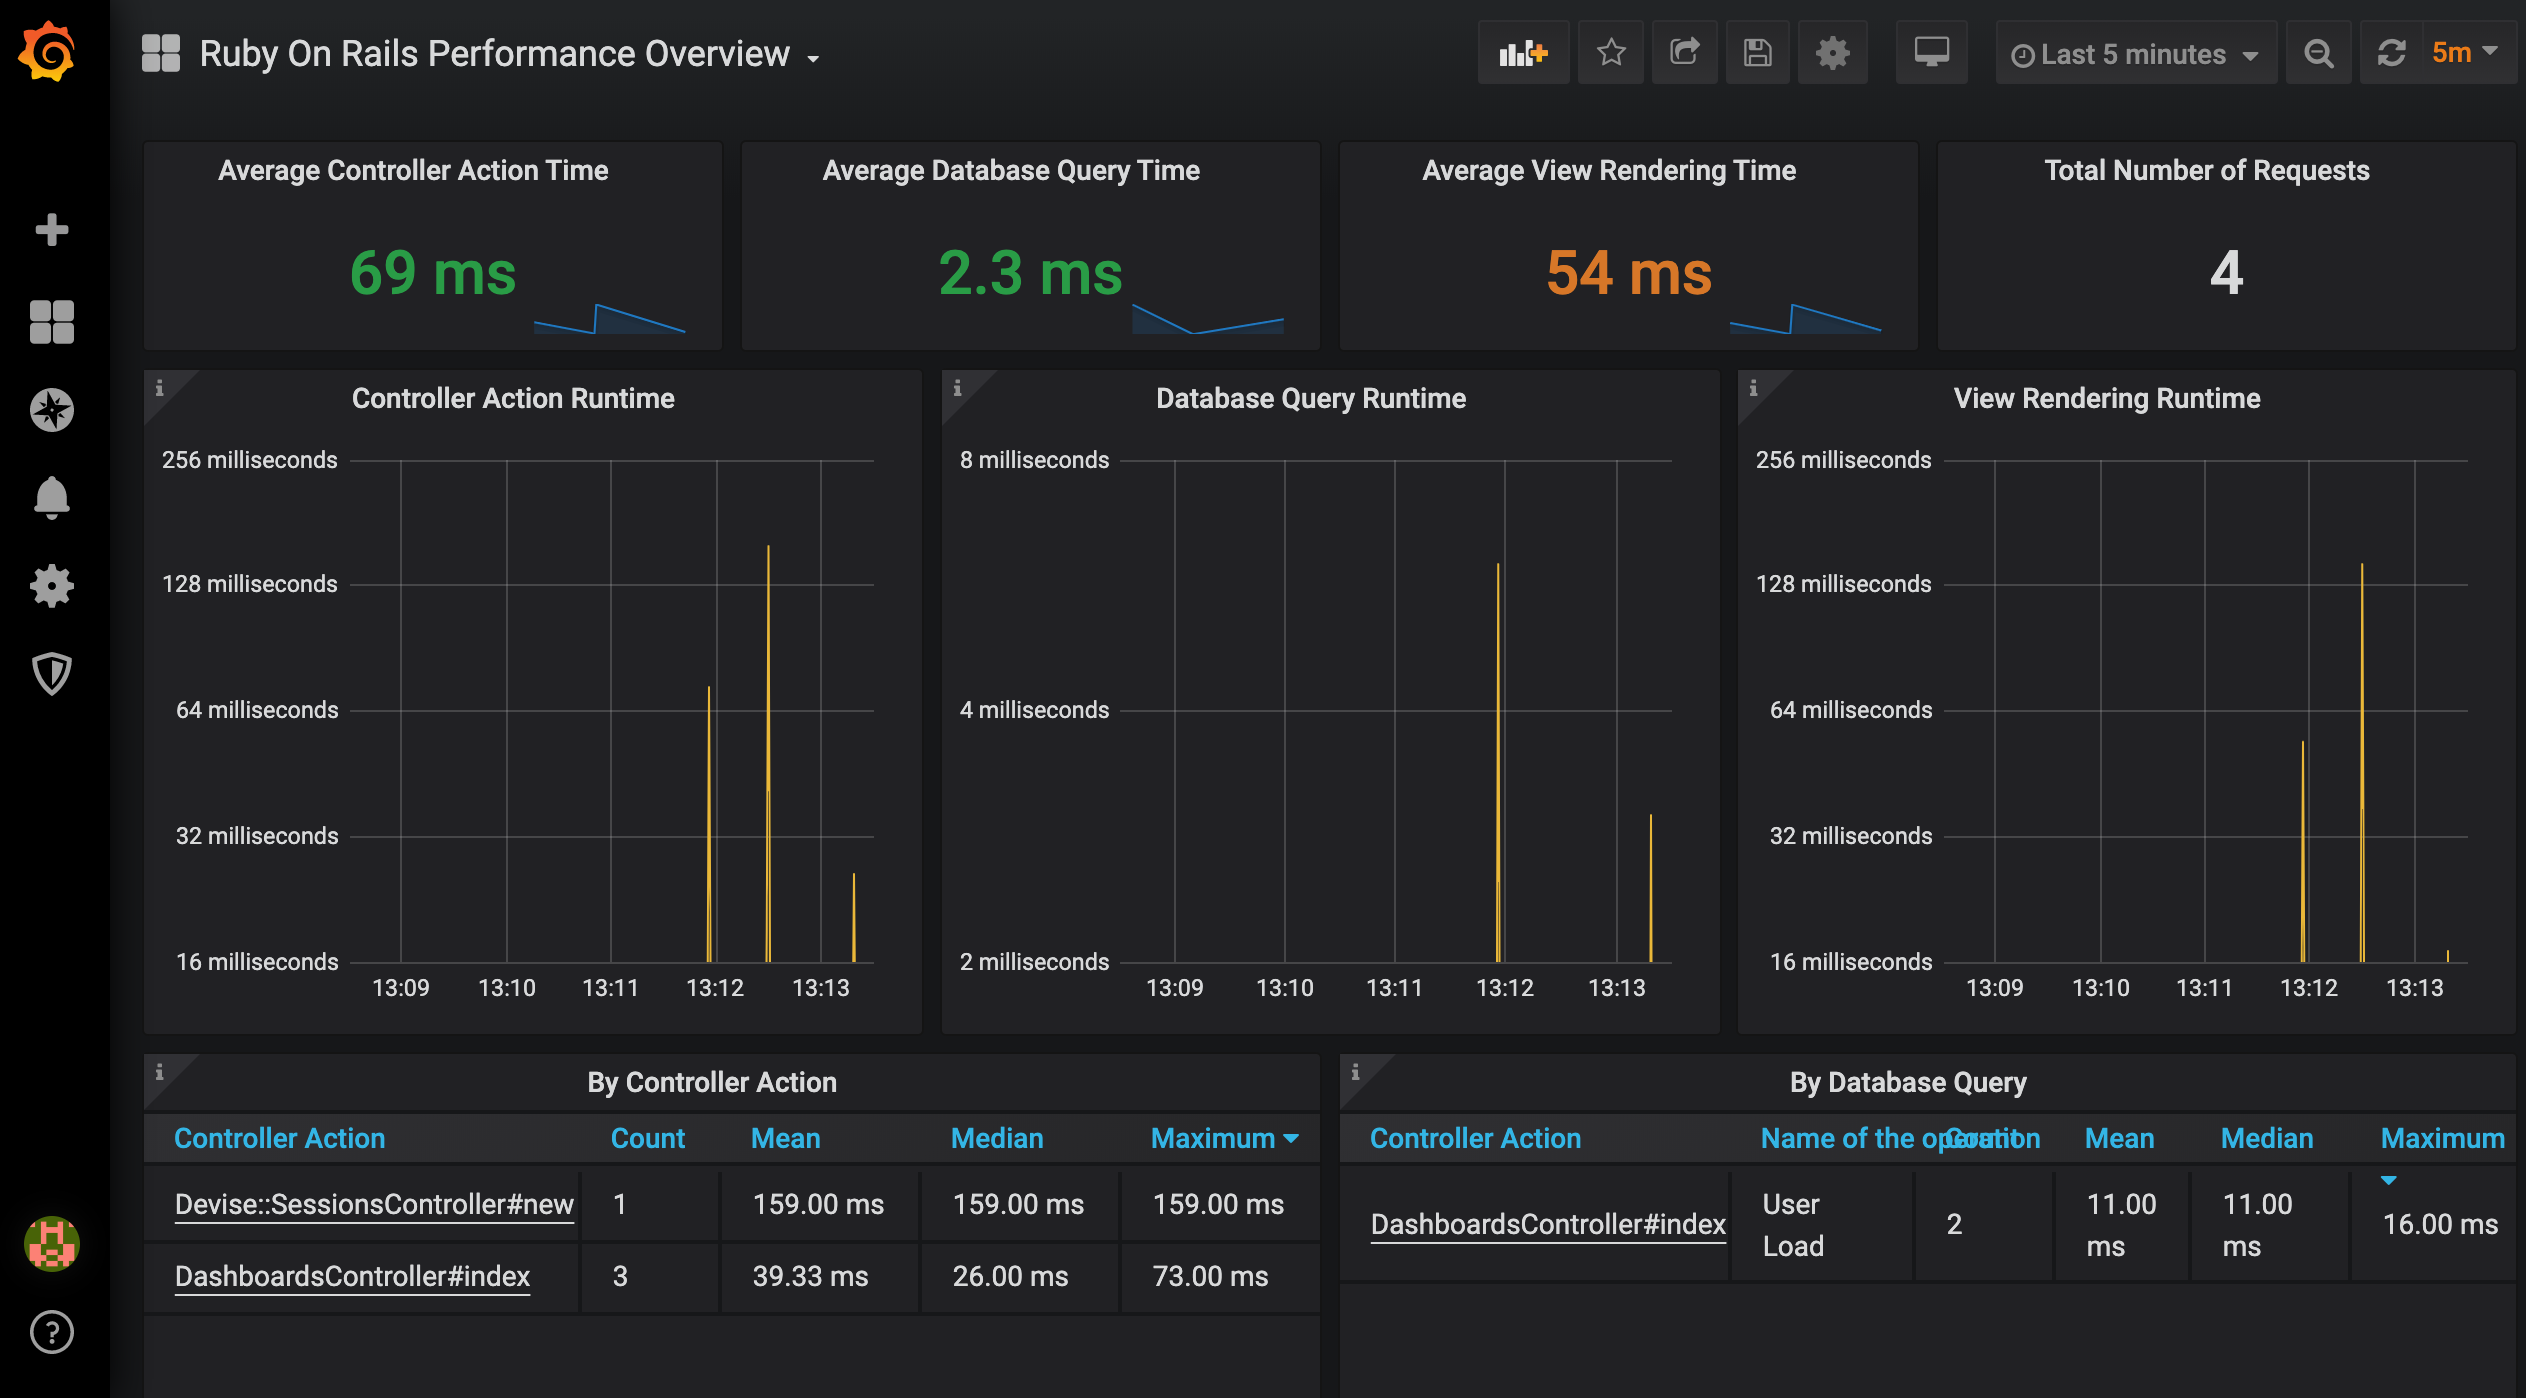 Ruby On Rails Performance Overview
Last 5 minutes
5m
Average Controller Action Time
69 ms
Average Database Query Time
2.3 ms
Average View Rendering Time
54 ms
Total Number of Requests
4
i
Controller Action Runtime
256 milliseconds
128 milliseconds
64 milliseconds
32 milliseconds
16 milliseconds
13:09 13:10 13:11 13:12 13:13
i
Database Query Runtime
8 milliseconds
4 milliseconds
2 milliseconds
13:09 13:10 13:11 13:12 13:13
i
View Rendering Runtime
256 milliseconds
128 milliseconds
64 milliseconds
32 milliseconds
16 milliseconds
13:09 13:10 13:11 13:12 13:13
i
By Controller Action
Controller Action Count Mean Median Maximum
Devise::SessionsController#new 1 159.00 ms 159.00 ms 159.00 ms
DashboardsController#index 3 39.33 ms 26.00 ms 73.00 ms
i
By Database Query
Controller Action Name of the operation Count Mean Median Maximum
DashboardsController#index
User
Load
2
11.00
ms
11.00
ms
16.00 ms
?